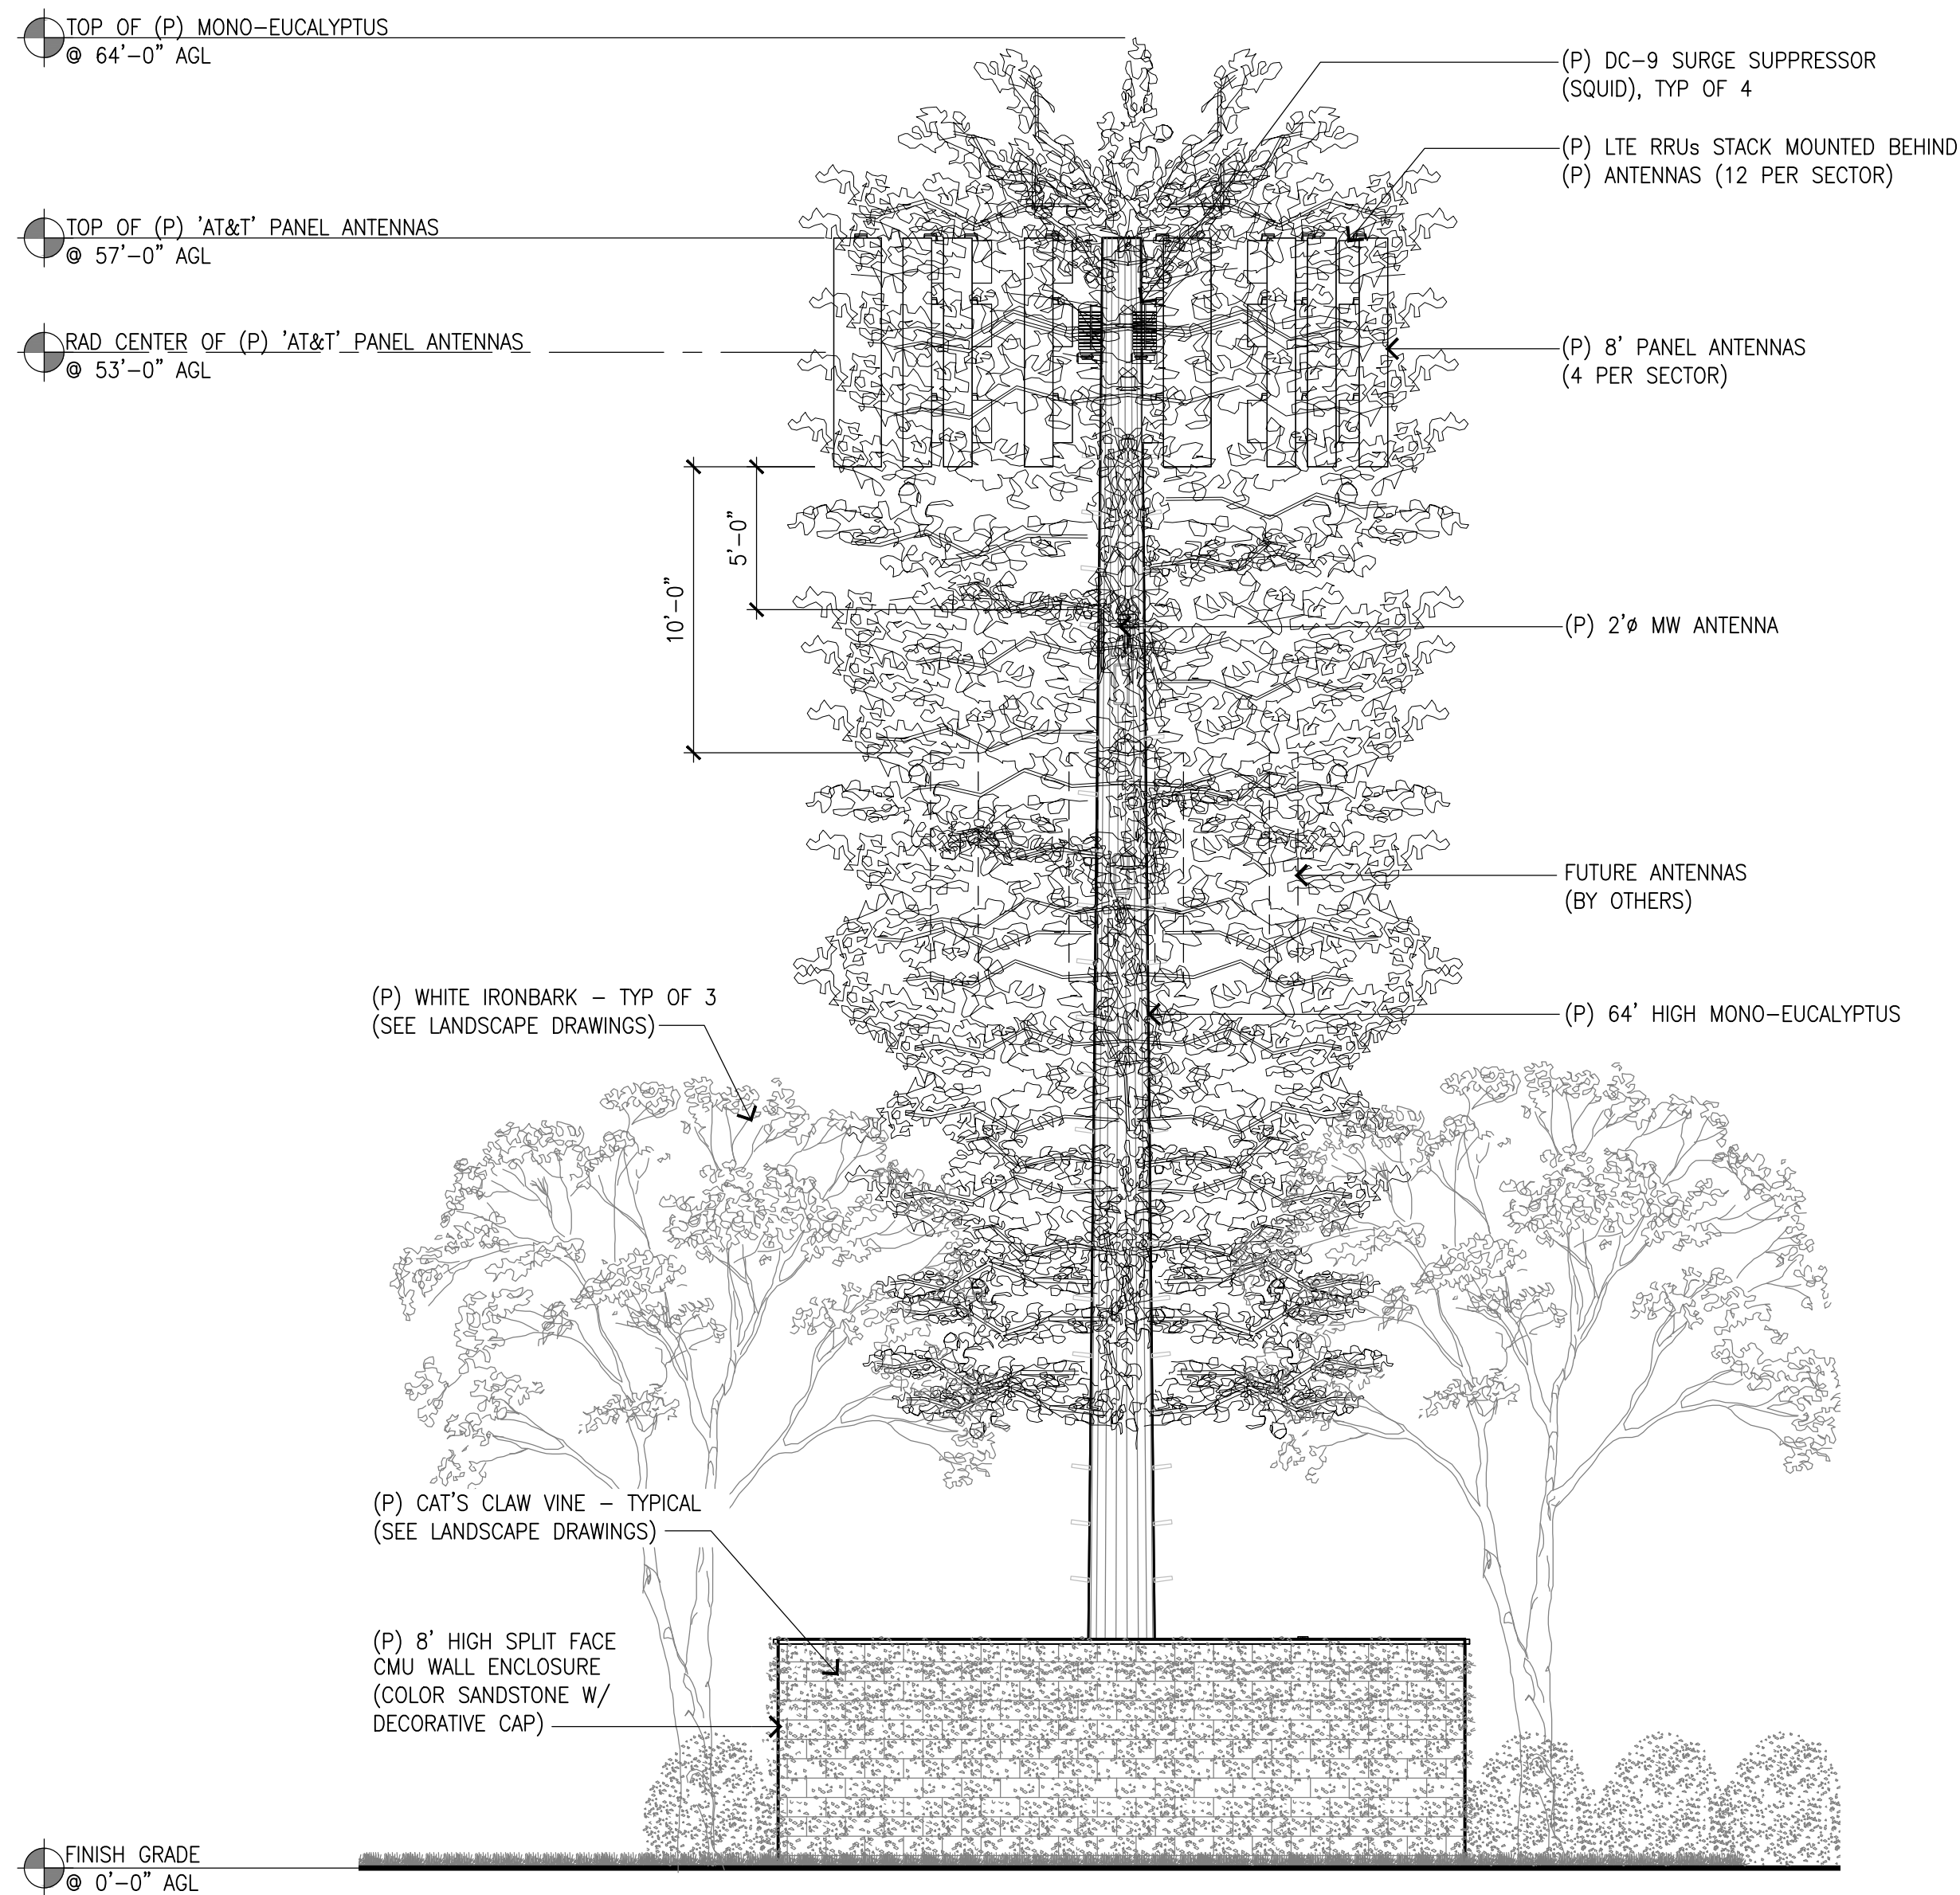 TOP OF (P) MONO-EUCALYPTUS
@ 64'-0" AGL
(P) DC-9 SURGE SUPPRESSOR
(SQUID), TYP OF 4
(P) LTE RRUs STACK MOUNTED BEHIND
(P) ANTENNAS (12 PER SECTOR)
TOP OF (P) 'AT&T' PANEL ANTENNAS
@ 57'-0" AGL
RAD CENTER OF (P) 'AT&T' PANEL ANTENNAS
@ 53'-0" AGL
(P) 8' PANEL ANTENNAS
(4 PER SECTOR)
5'-0"
10'-0"
(P) 2'ø MW ANTENNA
FUTURE ANTENNAS
(BY OTHERS)
(P) WHITE IRONBARK - TYP OF 3
(SEE LANDSCAPE DRAWINGS)
(P) 64' HIGH MONO-EUCALYPTUS
(P) CAT'S CLAW VINE - TYPICAL
(SEE LANDSCAPE DRAWINGS)
(P) 8' HIGH SPLIT FACE
CMU WALL ENCLOSURE
(COLOR SANDSTONE W/
DECORATIVE CAP)
FINISH GRADE
@ 0'-0" AGL